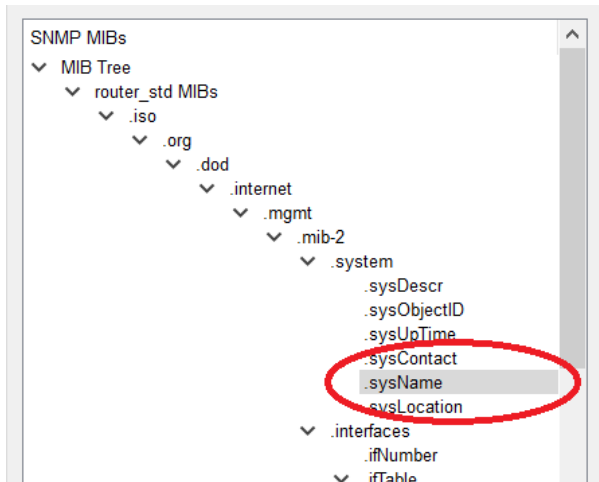 SNMP MIBs
MIB Tree
router_std MIBs
.iso
.org
.dod
.internet
.mgmt
.mib-2
.system
.sysDescr
.sysObjectID
.sysUpTime
.sysContact
.sysName
.sysLocation
.interfaces
.ifNumber
.ifTable